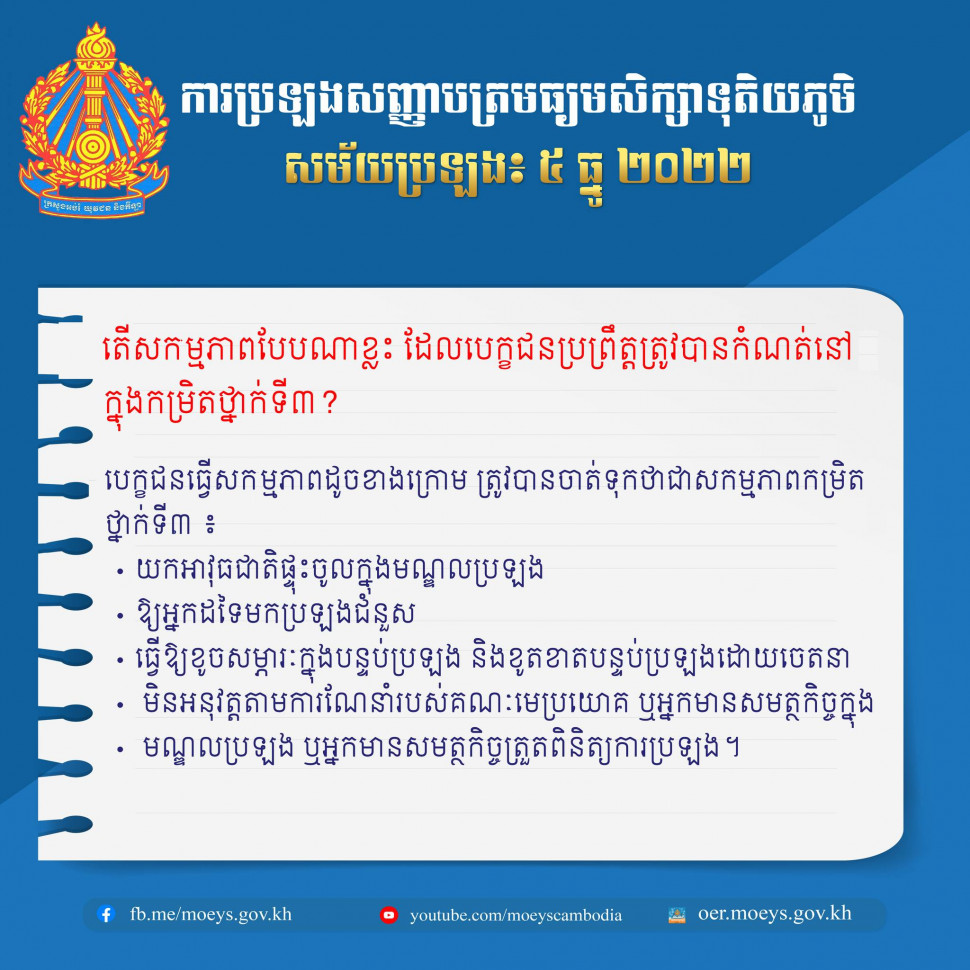 ការប្រឡងសញ្ញាបត្រមធ្យមសិក្សាទុតិយភូមិ
សម័យប្រឡង៖ ៥ ធ្នូ ២០២២
ក្រសួងអប់រំ យុវជន និងកីឡា
តើសកម្មភាពបែបណាខ្លះ ដែលបេក្ខជនប្រព្រឹត្តត្រូវបានកំណត់នៅ
ក្នុងកម្រិតថ្នាក់ទី៣?
បេក្ខជនធ្វើសកម្មភាពដូចខាងក្រោម ត្រូវបានចាត់ទុកថាជាសកម្មភាពកម្រិត
ថ្នាក់ទី៣ ៖
• យកអាវុធជាតិផ្ទុះចូលក្នុងមណ្ឌលប្រឡង
• ឱ្យអ្នកដទៃមកប្រឡងជំនួស
• ធ្វើឱ្យខូចសម្ភារៈក្នុងបន្ទប់ប្រឡង និងខូតខាតបន្ទប់ប្រឡងដោយចេតនា
• មិនអនុវត្តតាមការណែនាំរបស់គណៈមេប្រយោគ ឬអ្នកមានសមត្ថកិច្ចក្នុង
• មណ្ឌលប្រឡង ឬអ្នកមានសមត្ថកិច្ចត្រួតពិនិត្យការប្រឡង។
fb.me/moeys.gov.kh
youtube.com/moeyscambodia
oer.moeys.gov.kh